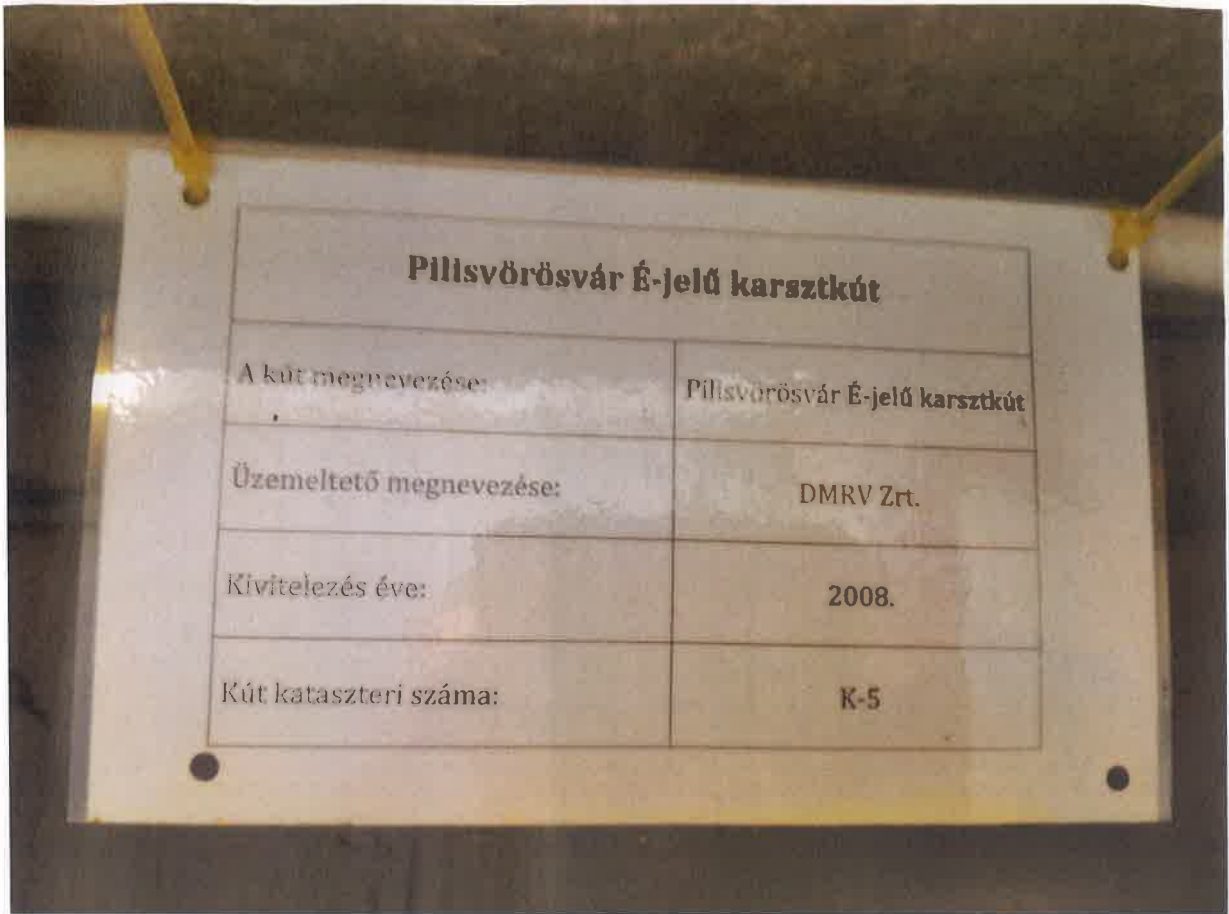 Pilisvörösvár É-jelű karsztkút
A kút megnevezése:
Pilisvörösvár É-jelű karsztkút
Üzemeltető megnevezése:
DMRV Zrt.
Kivitelezés éve:
2008.
Kút kataszteri száma:
K-5